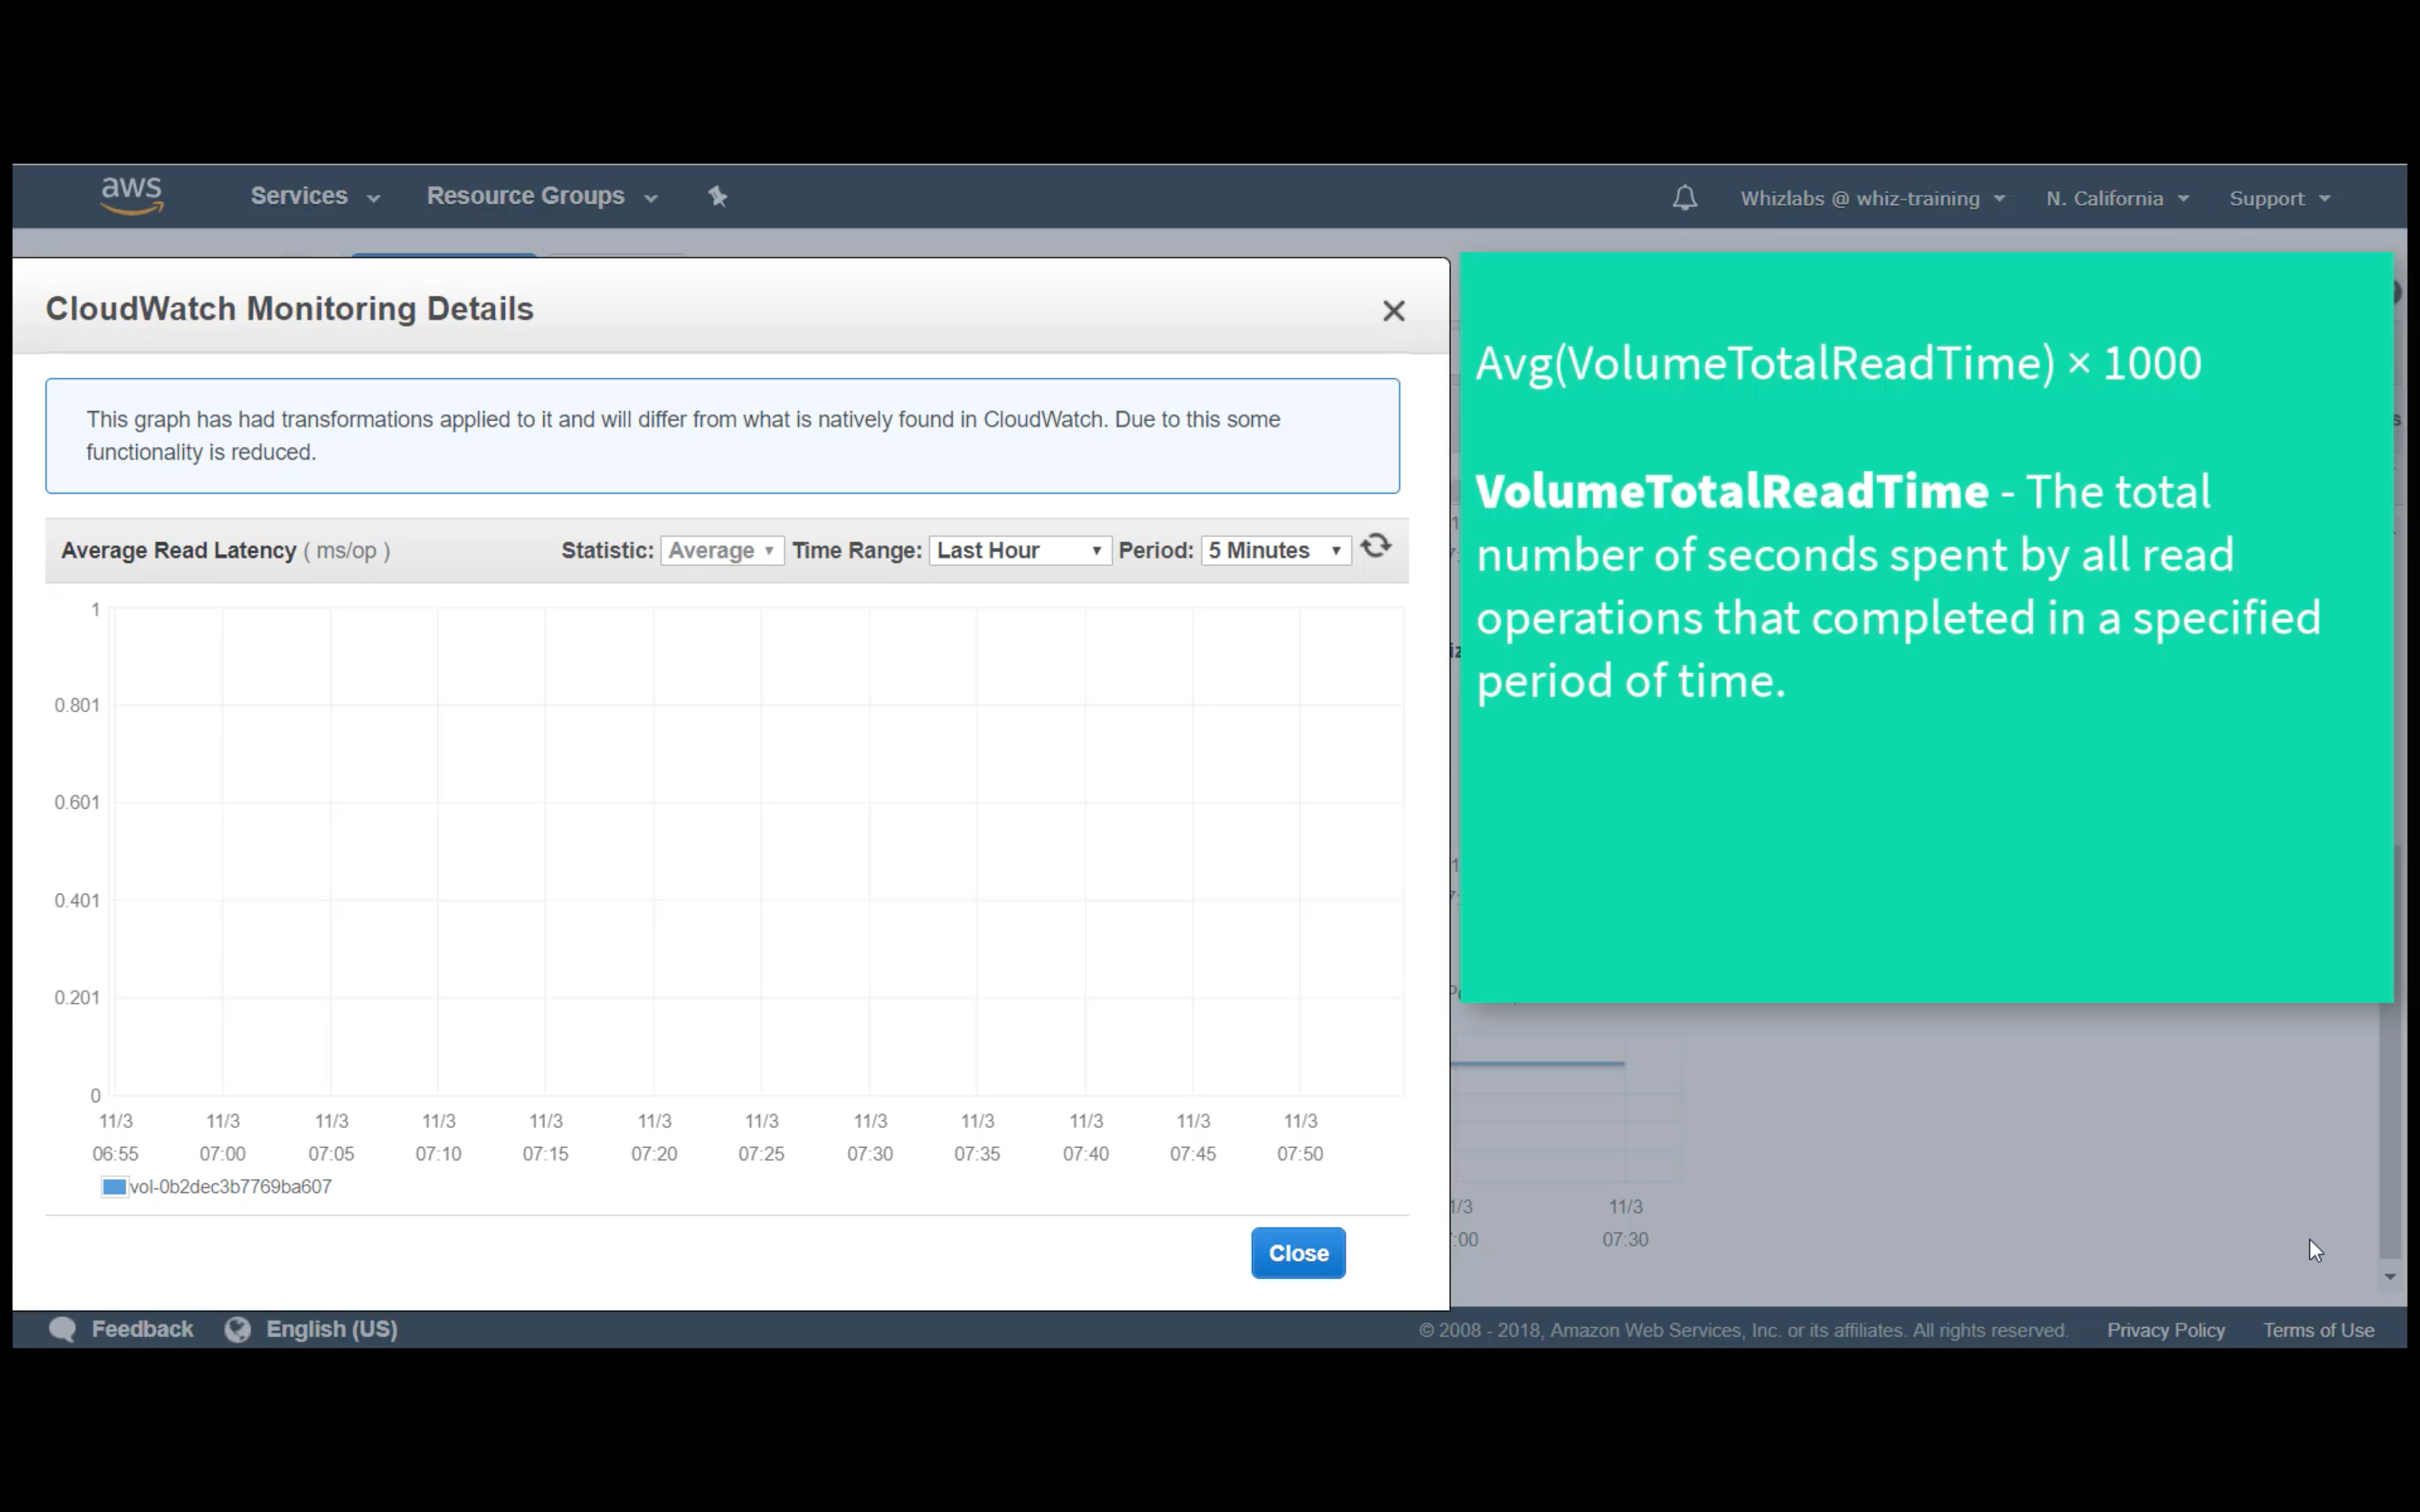 aws
Services
Resource Groups
Whizlabs @ whiz-training
N. California
Support
CloudWatch Monitoring Details
This graph has had transformations applied to it and will differ from what is natively found in CloudWatch. Due to this some
functionality is reduced.
Average Read Latency ( ms/op )
Statistic: Average
Time Range: Last Hour
Period: 5 Minutes
1
0.801
0.601
0.401
0.201
0
11/3 11/3 11/3 11/3 11/3 11/3 11/3 11/3 11/3 11/3 11/3 11/3
06:55 07:00 07:05 07:10 07:15 07:20 07:25 07:30 07:35 07:40 07:45 07:50
vol-0b2dec3b7769ba607
Close
Avg(VolumeTotalReadTime) × 1000
VolumeTotalReadTime - The total
number of seconds spent by all read
operations that completed in a specified
period of time.
11/3
07:30
Feedback
English (US)
© 2008 - 2018, Amazon Web Services, Inc. or its affiliates. All rights reserved.
Privacy Policy
Terms of Use